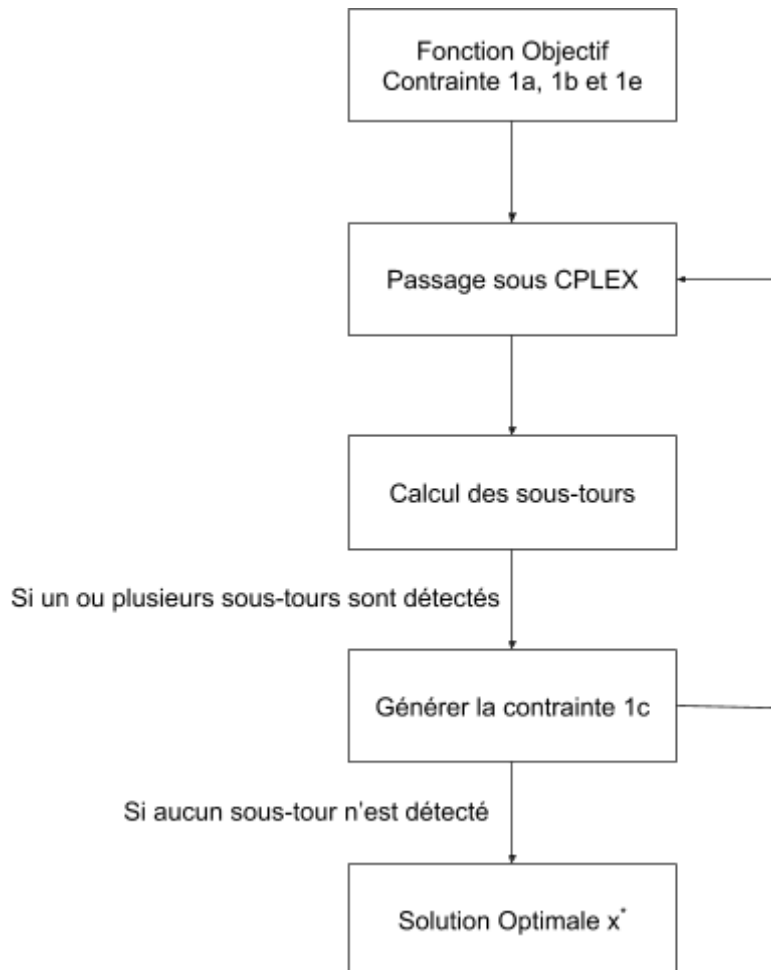 Fonction Objectif
Contrainte 1a, 1b et 1e
Passage sous CPLEX
Calcul des sous-tours
Si un ou plusieurs sous-tours sont détectés
Générer la contrainte 1c
Si aucun sous-tour n'est détecté
Solution Optimale x*